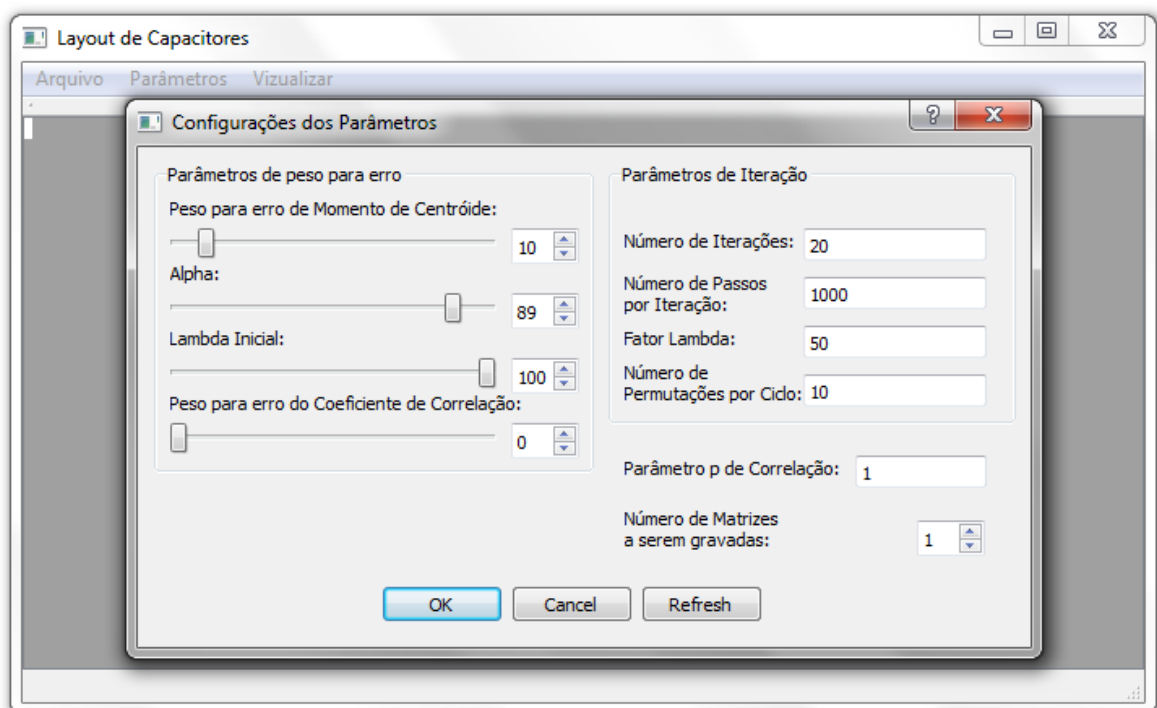 Layout de Capacitores
Arquivo Parâmetros Vizualizar
Configurações dos Parâmetros
Parâmetros de peso para erro
Peso para erro de Momento de Centróide:
10
Alpha:
89
Lambda Inicial:
100
Peso para erro do Coeficiente de Correlação:
0
Parâmetros de Iteração
Número de Iterações: 20
Número de Passos
por Iteração: 1000
Fator Lambda: 50
Número de
Permutações por Ciclo: 10
Parâmetro p de Correlação: 1
Número de Matrizes
a serem gravadas: 1
OK Cancel Refresh